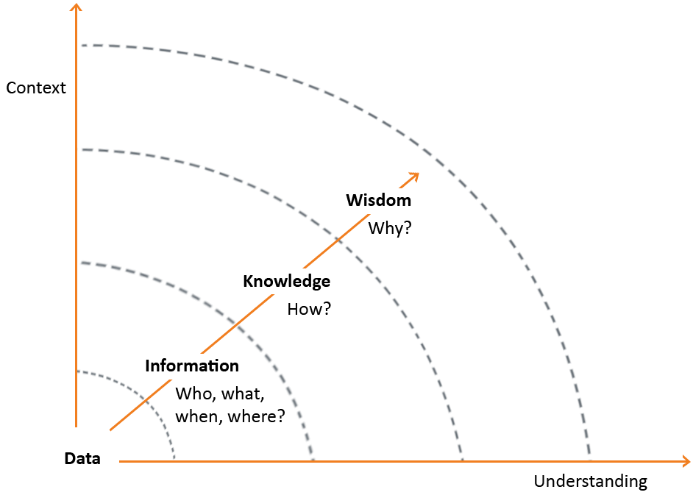 Context
Wisdom
Why?
Knowledge
How?
Information
Who, what,
when, where?
Data
Understanding